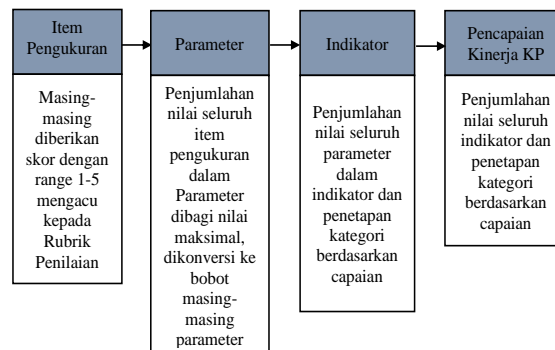 Item
Pengukuran
Masing-
masing
diberikan
skor dengan
range 1-5
mengacu
kepada
Rubrik
Penilaian
Parameter
Penjumlahan
nilai seluruh
item
pengukuran
dalam
Parameter
dibagi nilai
maksimal,
dikonversi ke
bobot
masing-
masing
parameter
Indikator
Penjumlahan
nilai seluruh
parameter
dalam
indikator dan
penetapan
kategori
berdasarkan
capaian
Pencapaian
Kinerja KP
Penjumlahan
nilai seluruh
indikator dan
penetapan
kategori
berdasarkan
capaian